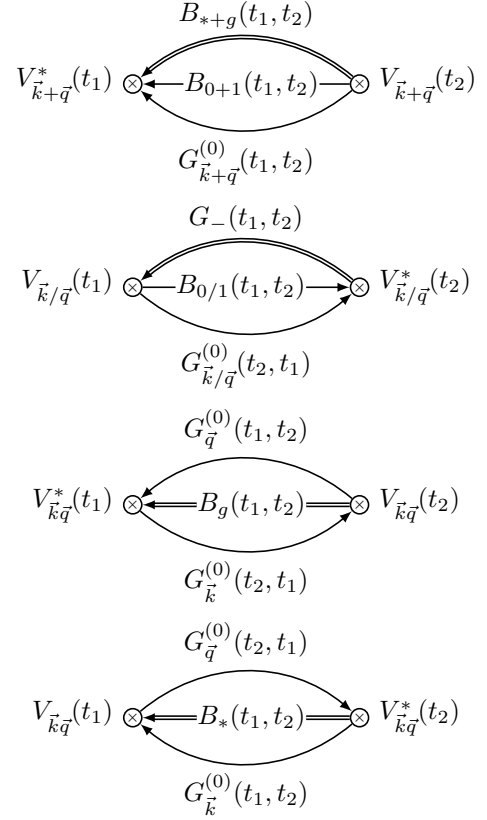 B_{*+g}(t_1, t_2)
V^*_{\vec{k}+\vec{q}}(t_1) ⊗ B_{0+1}(t_1, t_2) ⊗ V_{\vec{k}+\vec{q}}(t_2)
G^{(0)}_{\vec{k}+\vec{q}}(t_1, t_2)
G_-(t_1, t_2)
V_{\vec{k}/\vec{q}}(t_1) ⊗ B_{0/1}(t_1, t_2) ⊗ V^*_{\vec{k}/\vec{q}}(t_2)
G^{(0)}_{\vec{k}/\vec{q}}(t_2, t_1)
G^{(0)}_{\vec{q}}(t_1, t_2)
V^*_{\vec{k}\vec{q}}(t_1) ⊗ B_g(t_1, t_2) ⊗ V_{\vec{k}\vec{q}}(t_2)
G^{(0)}_{\vec{k}}(t_2, t_1)
G^{(0)}_{\vec{q}}(t_2, t_1)
V_{\vec{k}\vec{q}}(t_1) ⊗ B_*(t_1, t_2) ⊗ V^*_{\vec{k}\vec{q}}(t_2)
G^{(0)}_{\vec{k}}(t_1, t_2)